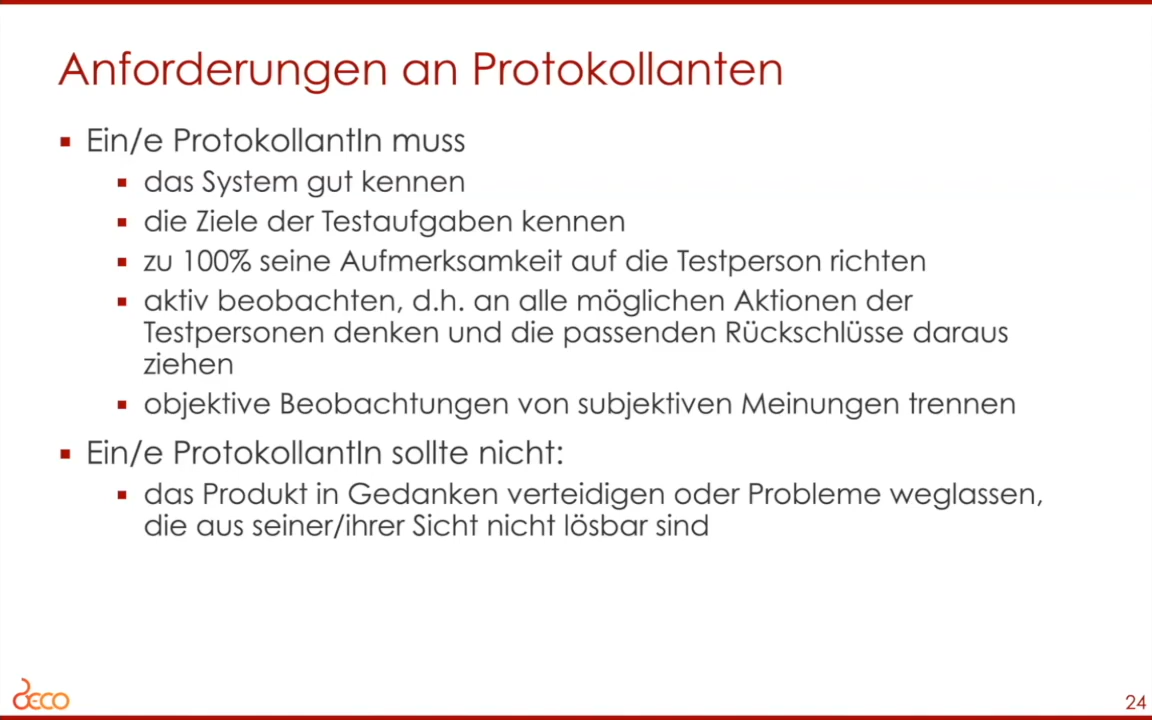 Anforderungen an Protokollanten
Ein/e ProtokollantIn muss
das System gut kennen
die Ziele der Testaufgaben kennen
zu 100% seine Aufmerksamkeit auf die Testperson richten
aktiv beobachten, d.h. an alle möglichen Aktionen der
Testpersonen denken und die passenden Rückschlüsse daraus
ziehen
objektive Beobachtungen von subjektiven Meinungen trennen
Ein/e ProtokollantIn sollte nicht:
das Produkt in Gedanken verteidigen oder Probleme weglassen,
die aus seiner/ihrer Sicht nicht lösbar sind
24